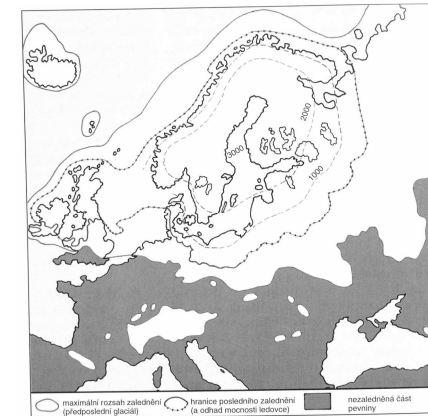 2000
3000
1000
maximální rozsah zalednění
(předposlední glaciál)
hranice posledního zalednění
(a odhad mocnosti ledovce)
nezaledněná část
pevniny